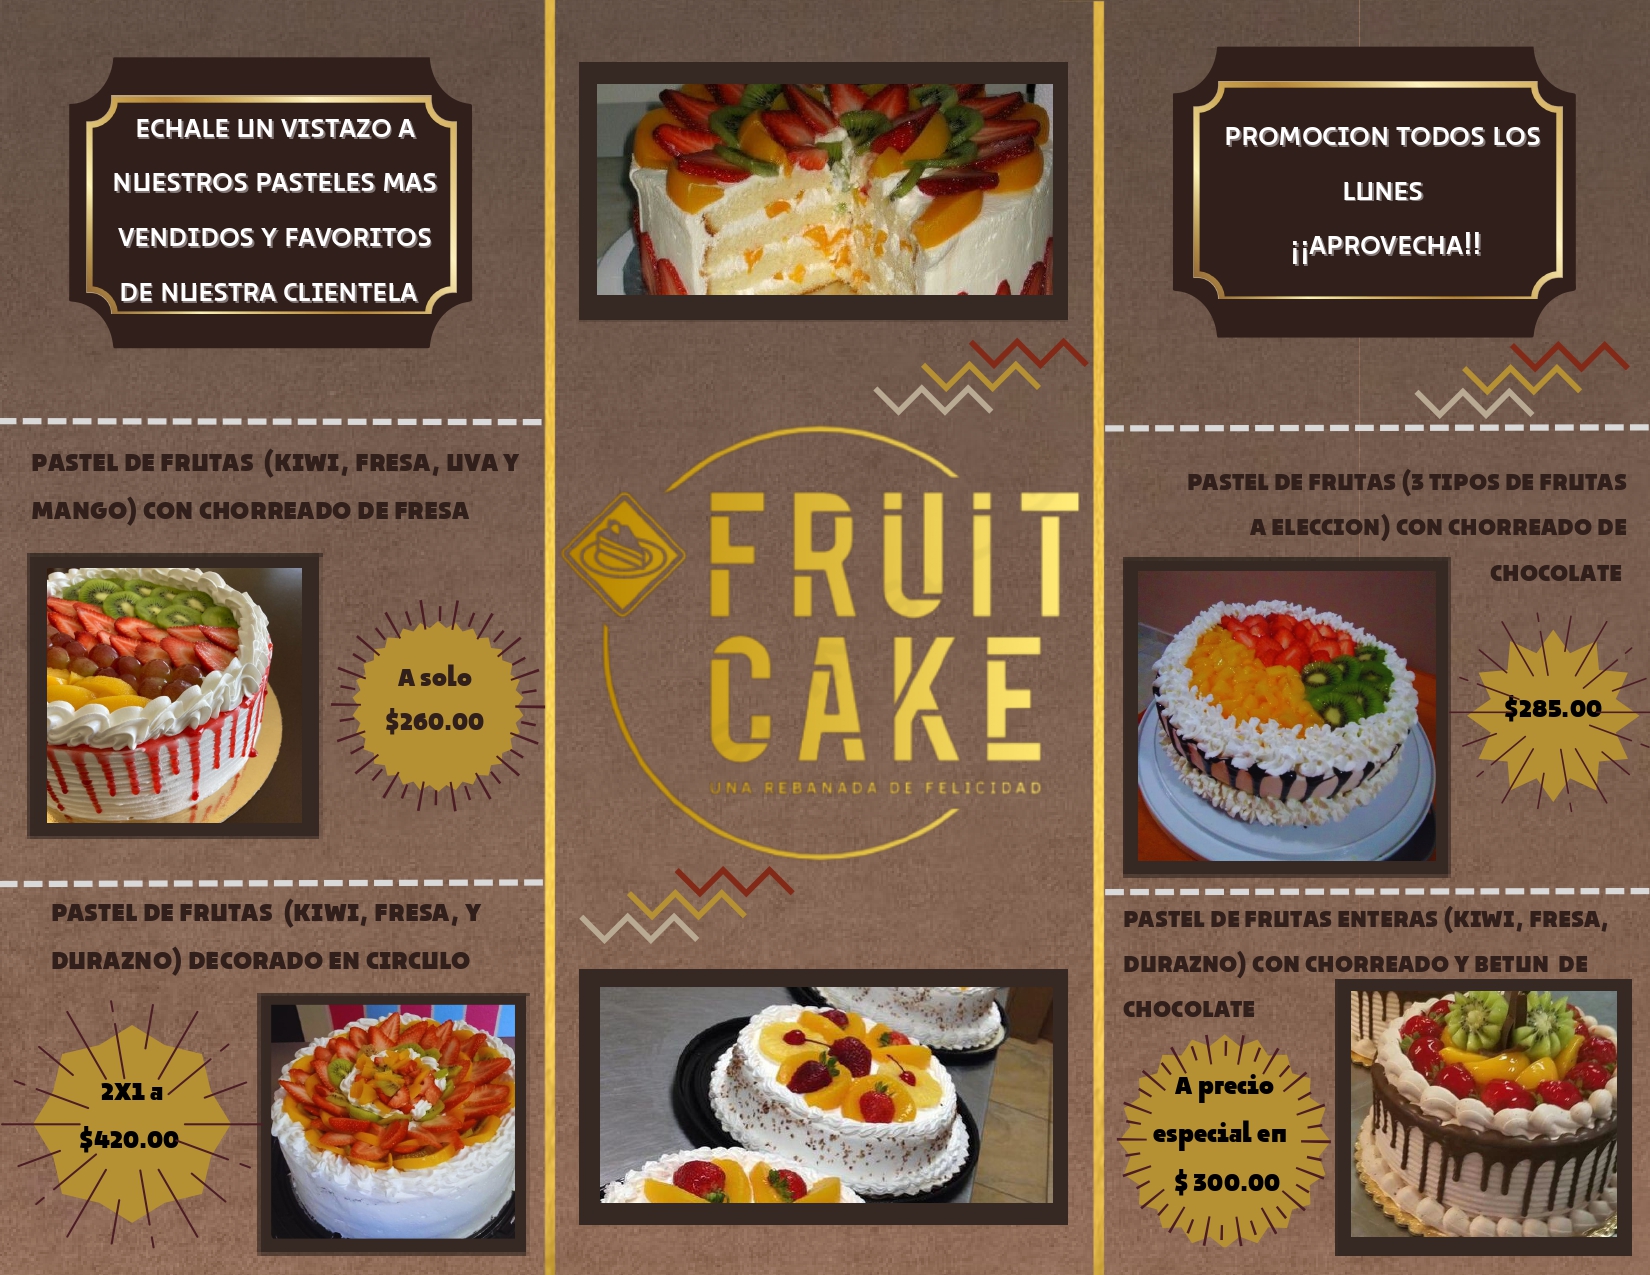 ECHALE UN VISTAZO A
NUESTROS PASTELES MAS
VENDIDOS Y FAVORITOS
DE NUESTRA CLIENTELA
PASTEL DE FRUTAS (KIWI, FRESA, UVA Y
MANGO) CON CHORREADO DE FRESA
A solo
$260.00
PASTEL DE FRUTAS (KIWI, FRESA, Y
DURAZNO) DECORADO EN CIRCULO
2X1 a
$420.00
FRUIT
CAKE
UNA REBANADA DE FELICIDAD
PROMOCION TODOS LOS
LUNES
¡¡APROVECHA!!
PASTEL DE FRUTAS (3 TIPOS DE FRUTAS
A ELECCION) CON CHORREADO DE
CHOCOLATE
$285.00
PASTEL DE FRUTAS ENTERAS (KIWI, FRESA,
DURAZNO) CON CHORREADO Y BETUN DE
CHOCOLATE
A precio
especial en
$ 300.00